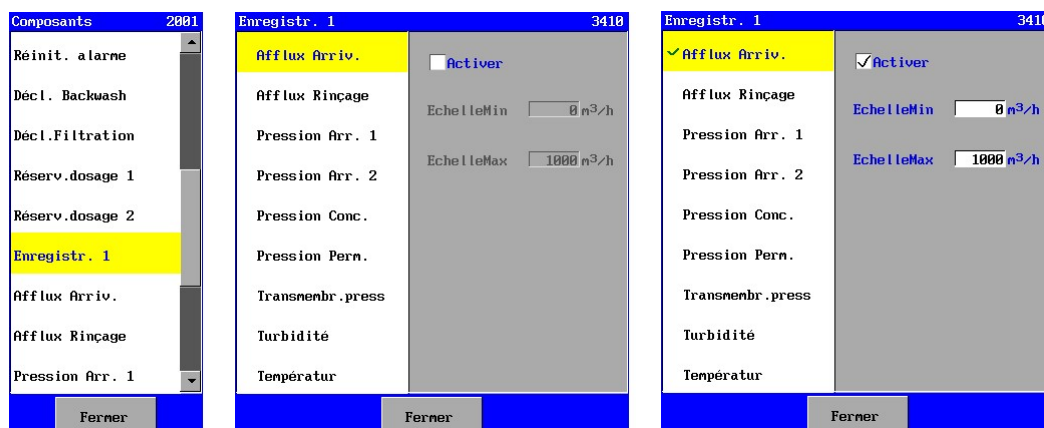 Composants 2001
Réinit. alarme
Décl. Backwash
Décl.Filtration
Réserv.dosage 1
Réserv.dosage 2
Enregistr. 1
Afflux Arriv.
Afflux Rinçage
Pression Arr. 1
Fermer
Enregistr. 1 3410
Afflux Arriv.
Activer
Afflux Rinçage
EchelleMin 0 m³/h
Pression Arr. 1
EchelleMax 1000 m³/h
Pression Arr. 2
Pression Conc.
Pression Perm.
Transmembr.press
Turbidité
Températur
Fermer
Enregistr. 1 3410
Afflux Arriv.
Activer
Afflux Rinçage
EchelleMin 0 m³/h
Pression Arr. 1
EchelleMax 1000 m³/h
Pression Arr. 2
Pression Conc.
Pression Perm.
Transmembr.press
Turbidité
Températur
Fermer